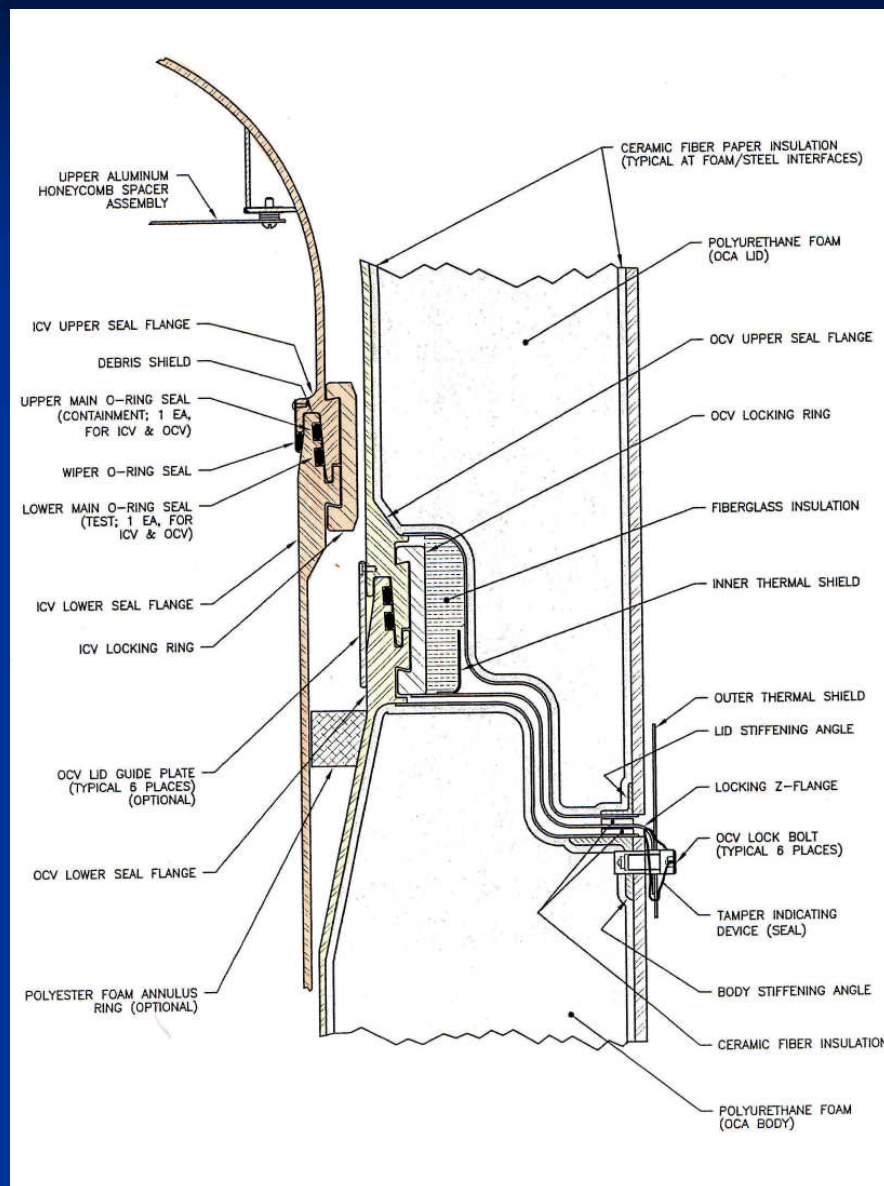 UPPER ALUMINUM
HONEYCOMB SPACER
ASSEMBLY
ICV UPPER SEAL FLANGE
DEBRIS SHIELD
UPPER MAIN O-RING SEAL
(CONTAINMENT; 1 EA,
FOR ICV & OCV)
WIPER O-RING SEAL
LOWER MAIN O-RING SEAL
(TEST; 1 EA, FOR
ICV & OCV)
ICV LOWER SEAL FLANGE
ICV LOCKING RING
OCV LID GUIDE PLATE
(TYPICAL 6 PLACES)
(OPTIONAL)
OCV LOWER SEAL FLANGE
POLYESTER FOAM ANNULUS
RING (OPTIONAL)
CERAMIC FIBER PAPER INSULATION
(TYPICAL AT FOAM/STEEL INTERFACES)
POLYURETHANE FOAM
(OCA LID)
OCV UPPER SEAL FLANGE
OCV LOCKING RING
FIBERGLASS INSULATION
INNER THERMAL SHIELD
OUTER THERMAL SHIELD
LID STIFFENING ANGLE
LOCKING Z-FLANGE
OCV LOCK BOLT
(TYPICAL 6 PLACES)
TAMPER INDICATING
DEVICE (SEAL)
BODY STIFFENING ANGLE
CERAMIC FIBER INSULATION
POLYURETHANE FOAM
(OCA BODY)